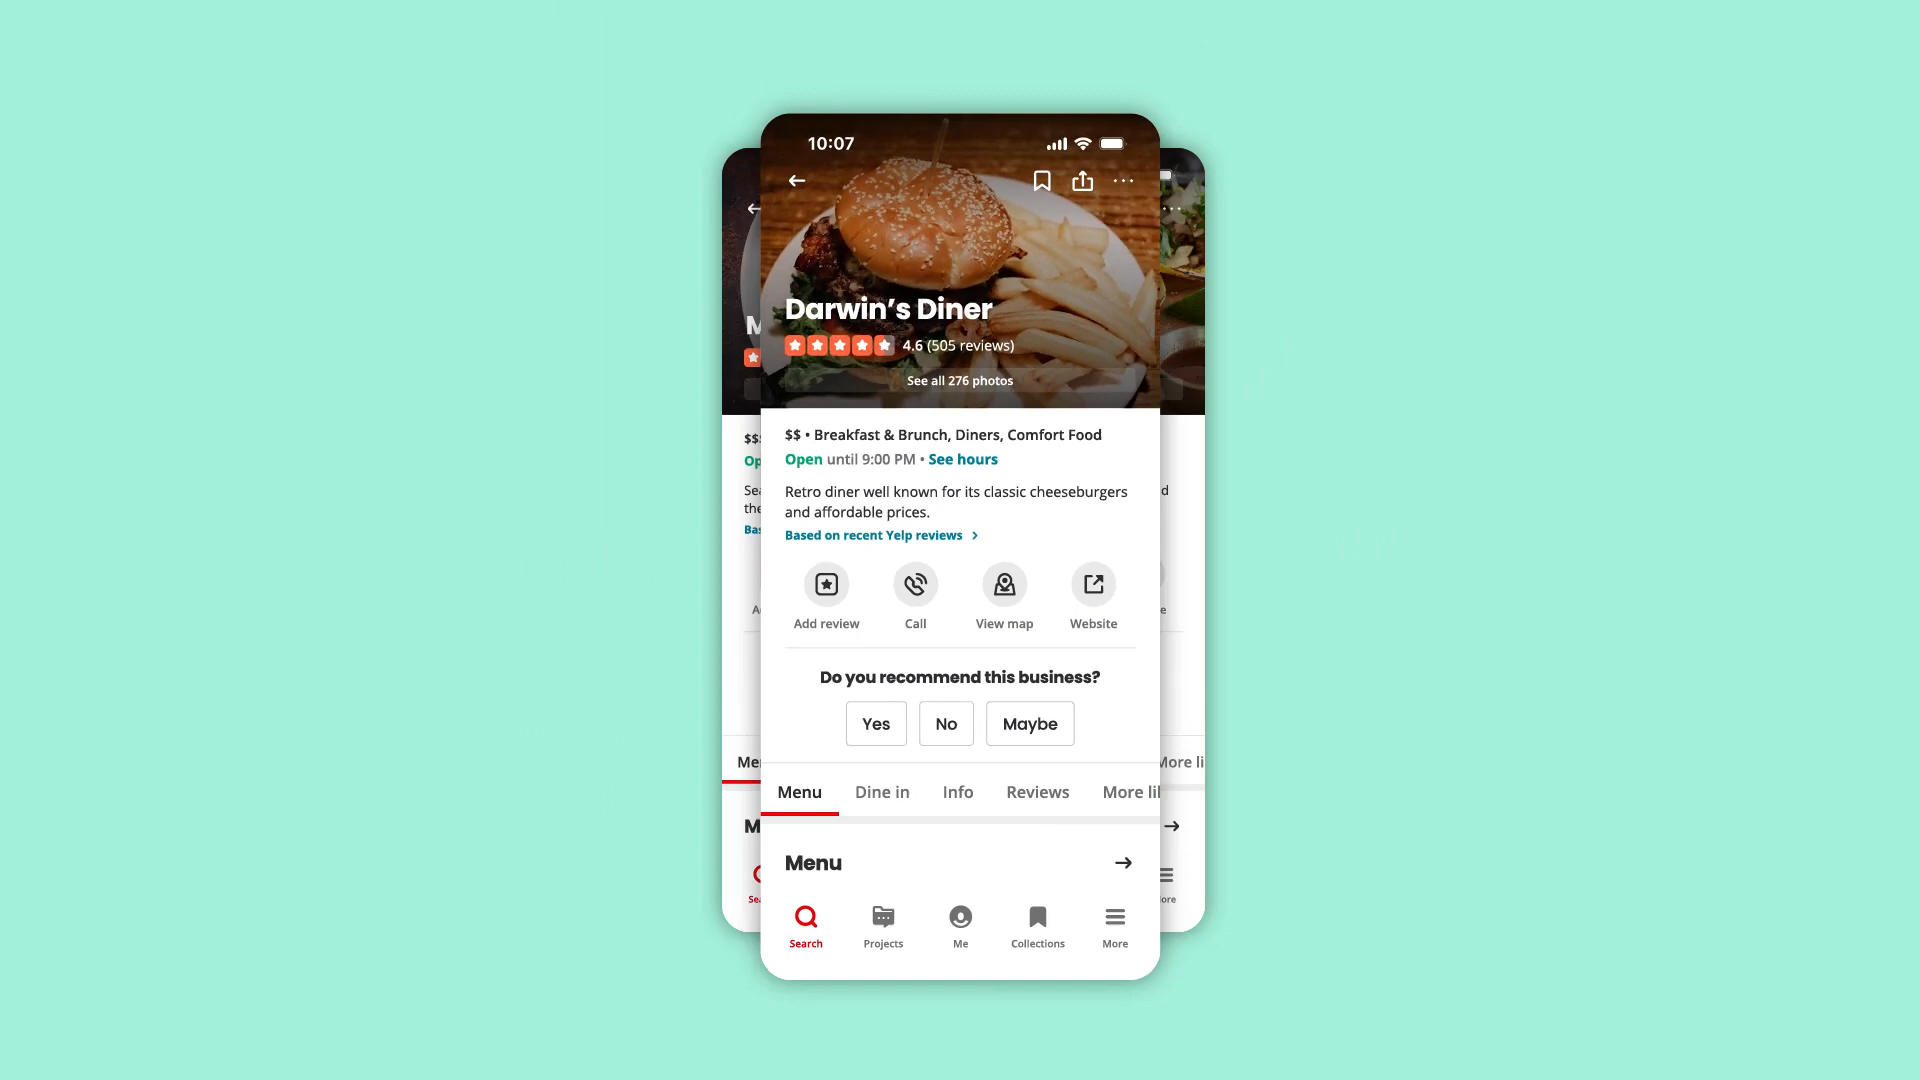 10:07
Darwin’s Diner
4.6 (505 reviews)
See all 276 photos
$$ • Breakfast & Brunch, Diners, Comfort Food
Open until 9:00 PM • See hours
Retro diner well known for its classic cheeseburgers
and affordable prices.
Based on recent Yelp reviews
Add review Call View map Website
Do you recommend this business?
Yes No Maybe
Menu Dine in Info Reviews More
Menu
Search Projects Me Collections More